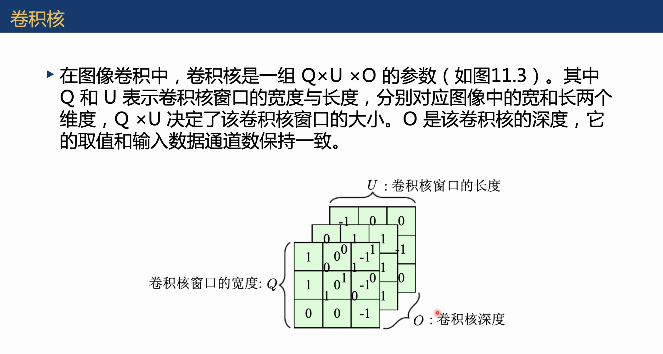 卷积核
在图像卷积中，卷积核是一组 Q×U ×O 的参数（如图11.3）。其中
Q 和 U 表示卷积核窗口的宽度与长度，分别对应图像中的宽和长两个
维度，Q ×U 决定了该卷积核窗口的大小。O 是该卷积核的深度，它
的取值和输入数据通道数保持一致。
U：卷积核窗口的长度
-1 0 0
0 1 1
0 1 -1
1 0 -1
0 1 1
卷积核窗口的宽度: Q
1 0 -1
1 0 0
1 0 1
0 0 -1
O：卷积核深度